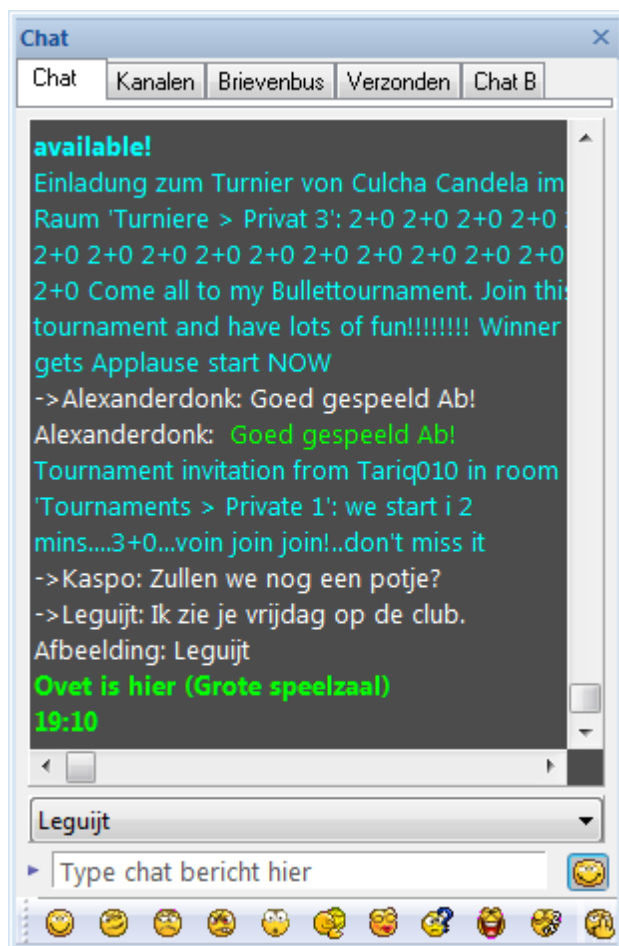 Chat
Chat Kanalen Brievenbus Verzonden Chat B
available!
Einladung zum Turnier von Culcha Candela im
Raum 'Turniere > Privat 3': 2+0 2+0 2+0 2+0
2+0 2+0 2+0 2+0 2+0 2+0 2+0 2+0 2+0
2+0 Come all to my Bullettournament. Join this
tournament and have lots of fun!!!!!!!! Winner
gets Applause start NOW
->Alexanderdonk: Goed gespeeld Ab!
Alexanderdonk: Goed gespeeld Ab!
Tournament invitation from Tariq010 in room
'Tournaments > Private 1': we start i 2
mins....3+0...voin join join!..don't miss it
->Kaspo: Zullen we nog een potje?
->Leguijt: Ik zie je vrijdag op de club.
Afbeelding: Leguijt
Ovet is hier (Grote speelzaal)
19:10
Leguijt
Type chat bericht hier